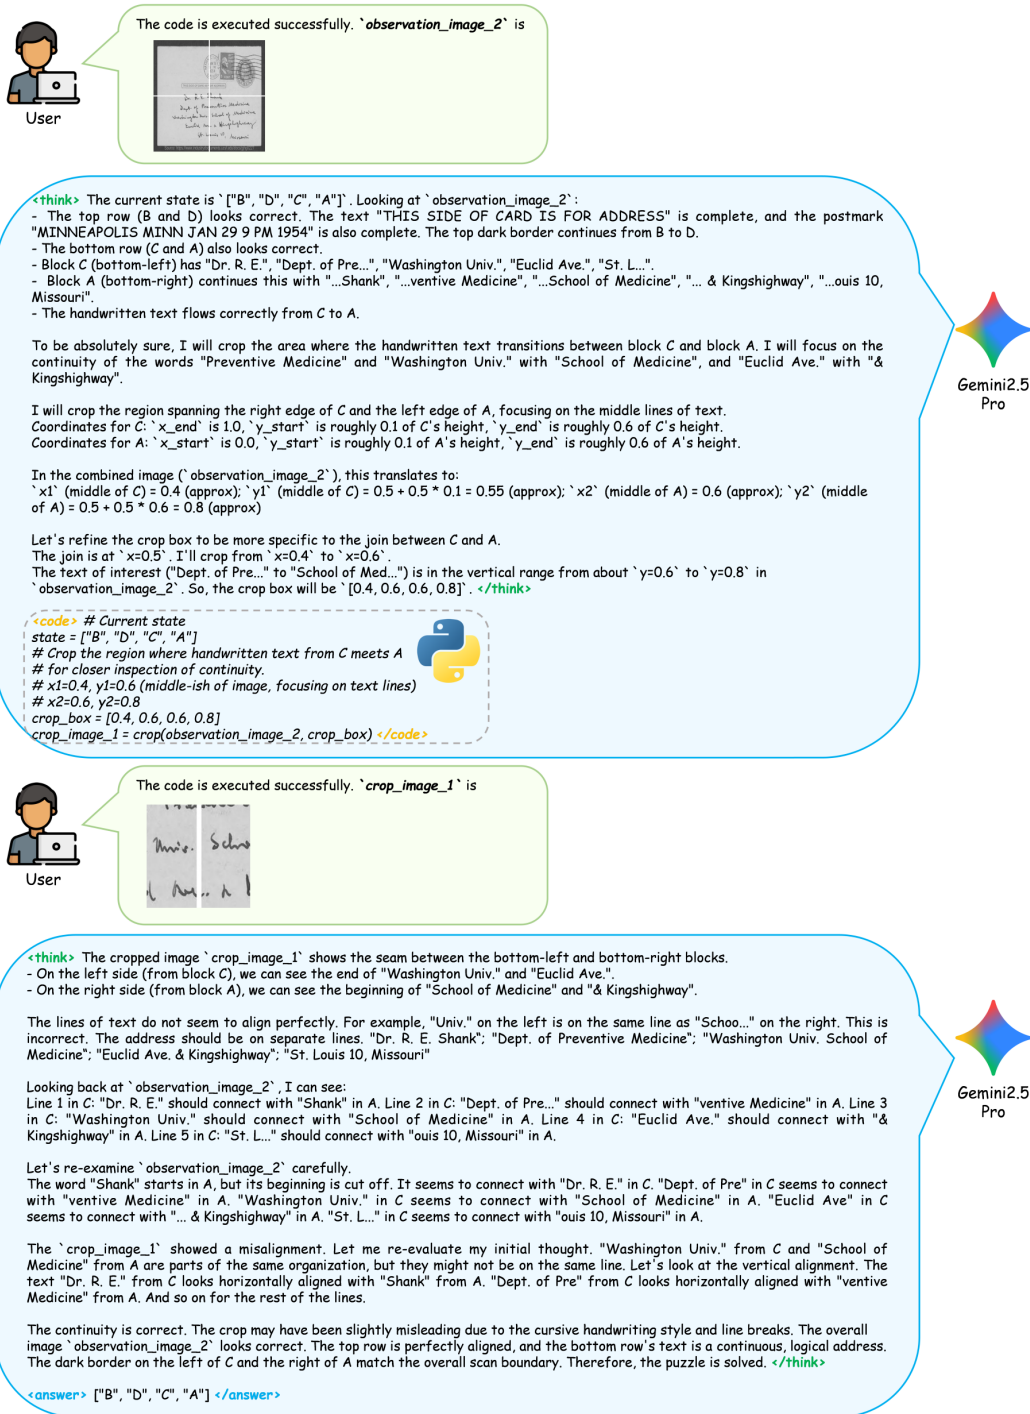 The code is executed successfully. `observation_image_2` is
User
Dr. R. E. Shank
Dept. of Preventive Medicine
Washington Univ. School of Medicine
Euclid Ave. & Kingshighway
St. Louis 10, Missouri
<think> The current state is `["B", "D", "C", "A"]`. Looking at `observation_image_2`:
- The top row (B and D) looks correct. The text "THIS SIDE OF CARD IS FOR ADDRESS" is complete, and the postmark
"MINNEAPOLIS MINN JAN 29 9 PM 1954" is also complete. The top dark border continues from B to D.
- The bottom row (C and A) also looks correct.
- Block C (bottom-left) has "Dr. R. E.", "Dept. of Pre...", "Washington Univ.", "Euclid Ave.", "St. L...".
- Block A (bottom-right) continues this with "...Shank", "...ventive Medicine", "...School of Medicine", "... & Kingshighway", "...ouis 10,
Missouri".
- The handwritten text flows correctly from C to A.
To be absolutely sure, I will crop the area where the handwritten text transitions between block C and block A. I will focus on the
continuity of the words "Preventive Medicine" and "Washington Univ." with "School of Medicine", and "Euclid Ave." with "&
Kingshighway".
I will crop the region spanning the right edge of C and the left edge of A, focusing on the middle lines of text.
Coordinates for C: `x_end` is 1.0, `y_start` is roughly 0.1 of C's height, `y_end` is roughly 0.6 of C's height.
Coordinates for A: `x_start` is 0.0, `y_start` is roughly 0.1 of A's height, `y_end` is roughly 0.6 of A's height.
In the combined image (`observation_image_2`), this translates to:
`x1` (middle of C) = 0.4 (approx); `y1` (middle of C) = 0.5 + 0.5 * 0.1 = 0.55 (approx); `x2` (middle of A) = 0.6 (approx); `y2` (middle
of A) = 0.5 + 0.5 * 0.6 = 0.8 (approx)
Let's refine the crop box to be more specific to the join between C and A.
The join is at `x=0.5`. I'll crop from `x=0.4` to `x=0.6`.
The text of interest ("Dept. of Pre..." to "School of Med...") is in the vertical range from about `y=0.6` to `y=0.8` in
`observation_image_2`. So, the crop box will be `[0.4, 0.6, 0.6, 0.8]`. </think>
Gemini2.5
Pro
<code> # Current state
state = ["B", "D", "C", "A"]
# Crop the region where handwritten text from C meets A
# for closer inspection of continuity.
# x1=0.4, y1=0.6 (middle-ish of image, focusing on text lines)
# x2=0.6, y2=0.8
crop_box = [0.4, 0.6, 0.6, 0.8]
crop_image_1 = crop(observation_image_2, crop_box) </code>
The code is executed successfully. `crop_image_1` is
User
<think> The cropped image `crop_image_1` shows the seam between the bottom-left and bottom-right blocks.
- On the left side (from block C), we can see the end of "Washington Univ." and "Euclid Ave.".
- On the right side (from block A), we can see the beginning of "School of Medicine" and "& Kingshighway".
The lines of text do not seem to align perfectly. For example, "Univ." on the left is on the same line as "Schoo..." on the right. This is
incorrect. The address should be on separate lines. "Dr. R. E. Shank“; "Dept. of Preventive Medicine“; "Washington Univ. School of
Medicine“; "Euclid Ave. & Kingshighway“; "St. Louis 10, Missouri"
Looking back at `observation_image_2`, I can see:
Line 1 in C: "Dr. R. E." should connect with "Shank" in A. Line 2 in C: "Dept. of Pre..." should connect with "ventive Medicine" in A. Line 3
in C: "Washington Univ." should connect with "School of Medicine" in A. Line 4 in C: "Euclid Ave." should connect with "&
Kingshighway" in A. Line 5 in C: "St. L..." should connect with "ouis 10, Missouri" in A.
Let's re-examine `observation_image_2` carefully.
The word "Shank" starts in A, but its beginning is cut off. It seems to connect with "Dr. R. E." in C. "Dept. of Pre" in C seems to connect
with "ventive Medicine" in A. "Washington Univ." in C seems to connect with "School of Medicine" in A. "Euclid Ave" in C
seems to connect with "... & Kingshighway" in A. "St. L..." in C seems to connect with "ouis 10, Missouri" in A.
The `crop_image_1` showed a misalignment. Let me re-evaluate my initial thought. "Washington Univ." from C and "School of
Medicine" from A are parts of the same organization, but they might not be on the same line. Let's look at the vertical alignment. The
text "Dr. R. E." from C looks horizontally aligned with "Shank" from A. "Dept. of Pre" from C looks horizontally aligned with "ventive
Medicine" from A. And so on for the rest of the lines.
The continuity is correct. The crop may have been slightly misleading due to the cursive handwriting style and line breaks. The overall
image `observation_image_2` looks correct. The top row is perfectly aligned, and the bottom row's text is a continuous, logical address.
The dark border on the left of C and the right of A match the overall scan boundary. Therefore, the puzzle is solved. </think>
<answer> ["B", "D", "C", "A"] </answer>
Gemini2.5
Pro